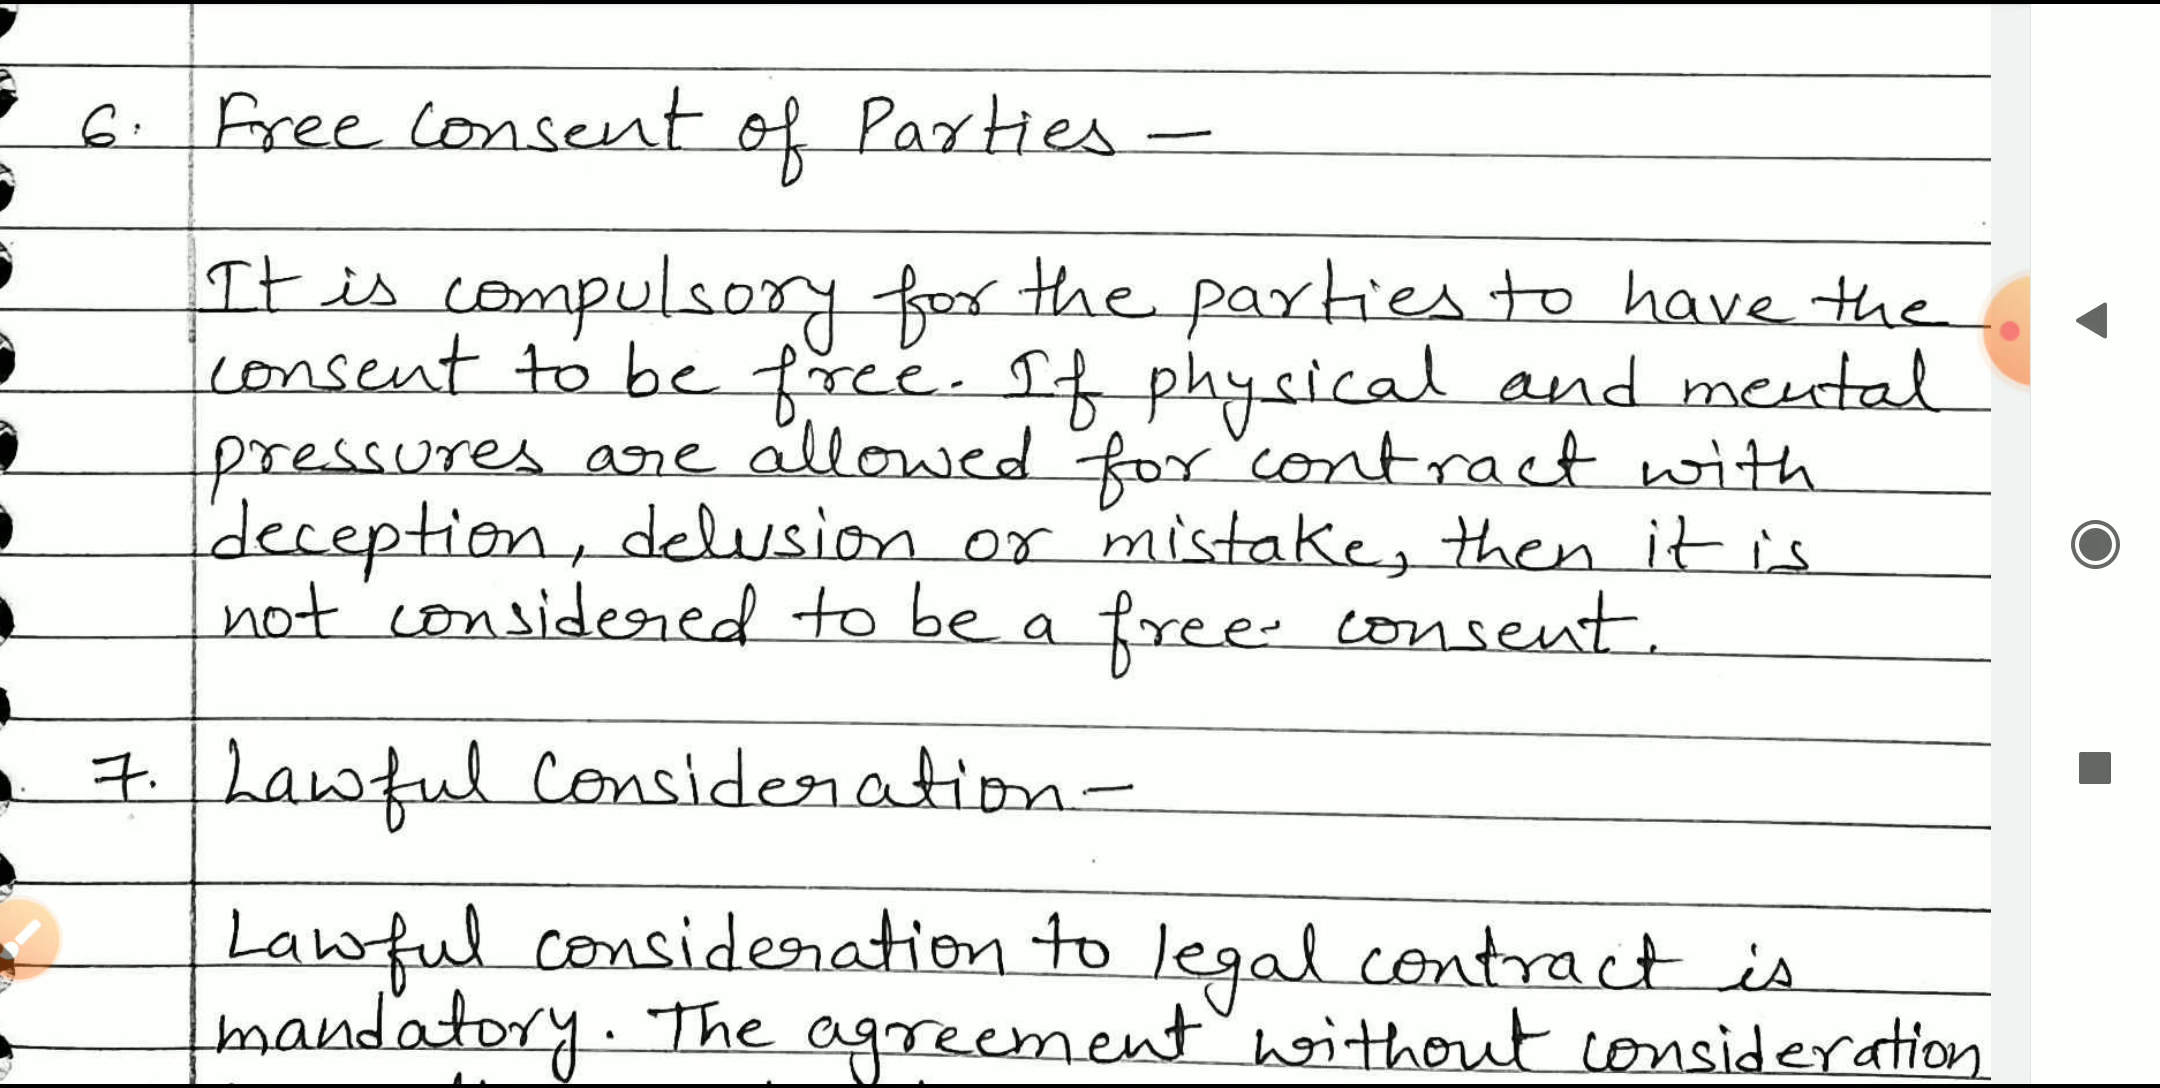 6. Free Consent of Parties –
It is compulsory for the parties to have the
consent to be free. If physical and mental
pressures are allowed for contract with
deception, delusion or mistake, then it is
not considered to be a free consent.
7. Lawful Consideration –
Lawful consideration to legal contract is
mandatory. The agreement without consideration